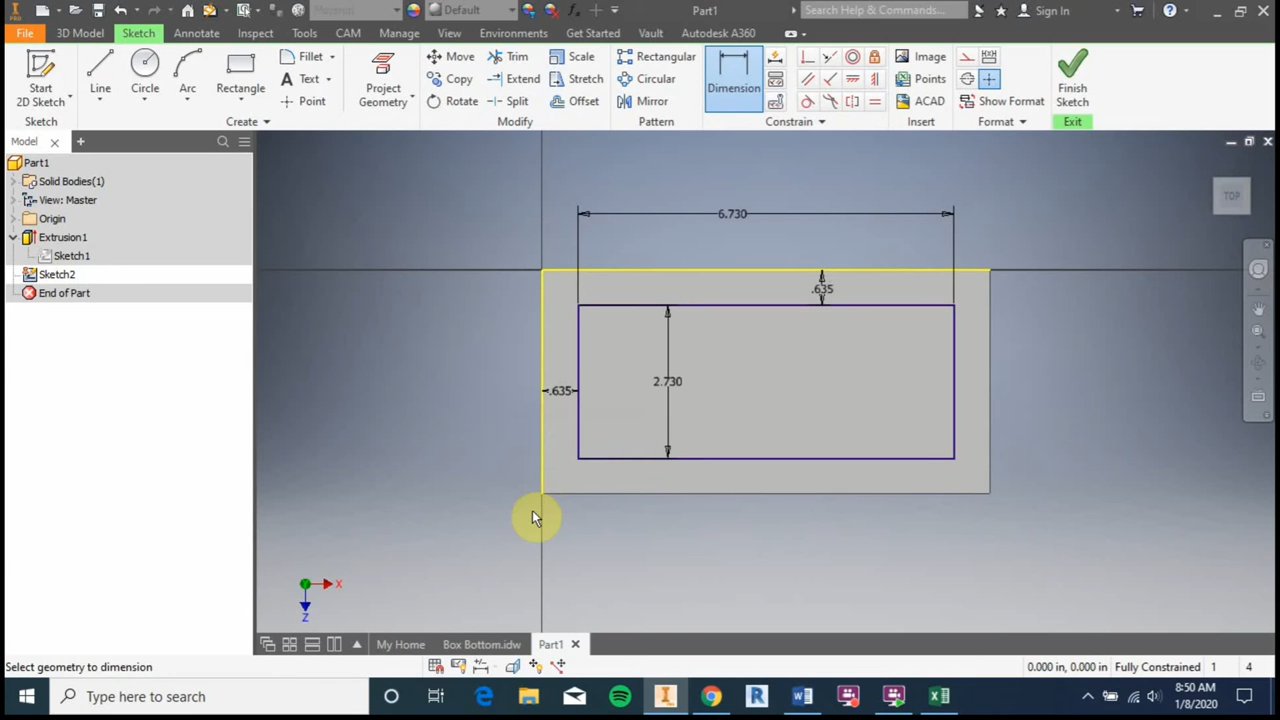 Material
Default
Part1
Search Help & Commands...
Sign In
PRO
File
3D Model
Sketch
Annotate
Inspect
Tools
CAM
Manage
View
Environments
Get Started
Vault
Autodesk A360
Start
2D Sketch
Line
Circle
Arc
Rectangle
Fillet
Text
Point
Project
Geometry
Move
Copy
Rotate
Trim
Extend
Split
Scale
Stretch
Offset
Rectangular
Circular
Mirror
Dimension
Image
Points
ACAD
Show Format
Finish
Sketch
Sketch
Create
Modify
Pattern
Constrain
Insert
Format
Exit
Model
Part1
Solid Bodies(1)
View: Master
Origin
Extrusion1
Sketch1
Sketch2
End of Part
TOP
6.730
.635
2.730
.635
X
Z
My Home
Box Bottom.idw
Part1
Select geometry to dimension
0.000 in, 0.000 in
Fully Constrained
1
4
Type here to search
8:50 AM
1/8/2020